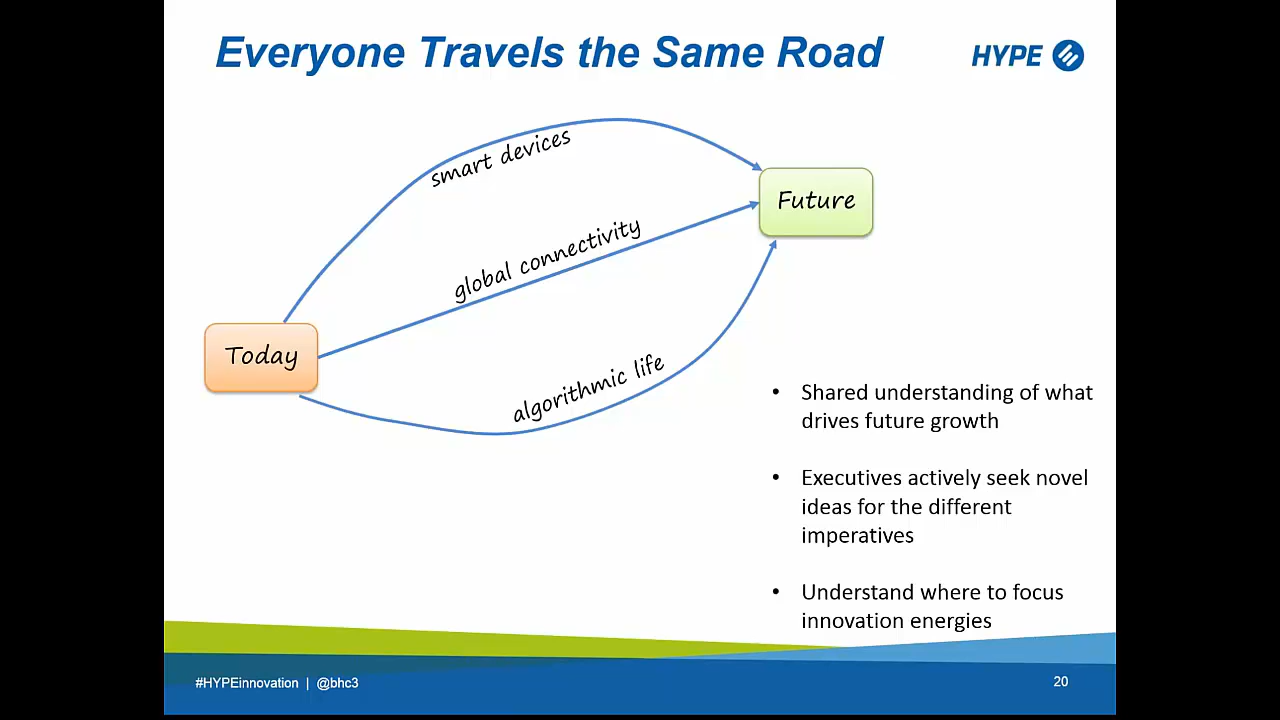 Everyone Travels the Same Road
HYPE
smart devices
Future
global connectivity
Today
algorithmic life
• Shared understanding of what
drives future growth
• Executives actively seek novel
ideas for the different
imperatives
• Understand where to focus
innovation energies
#HYPEinnovation | @bhc3
20